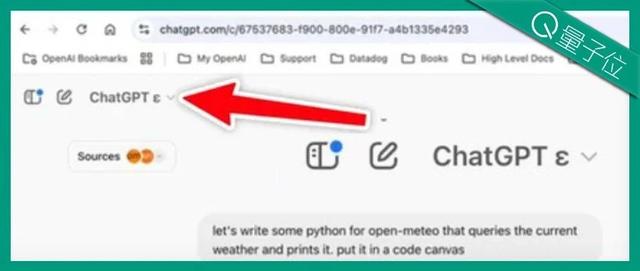 量子位
chatgpt.com/c/67537683-f900-800e-91f7-a4b1335e4293
OpenAI Bookmarks My OpenAI Support Datadog Books High Level Docs
ChatGPT ε
Sources
ChatGPT ε
let's write some python for open-meteo that queries the current
weather and prints it. put it in a code canvas